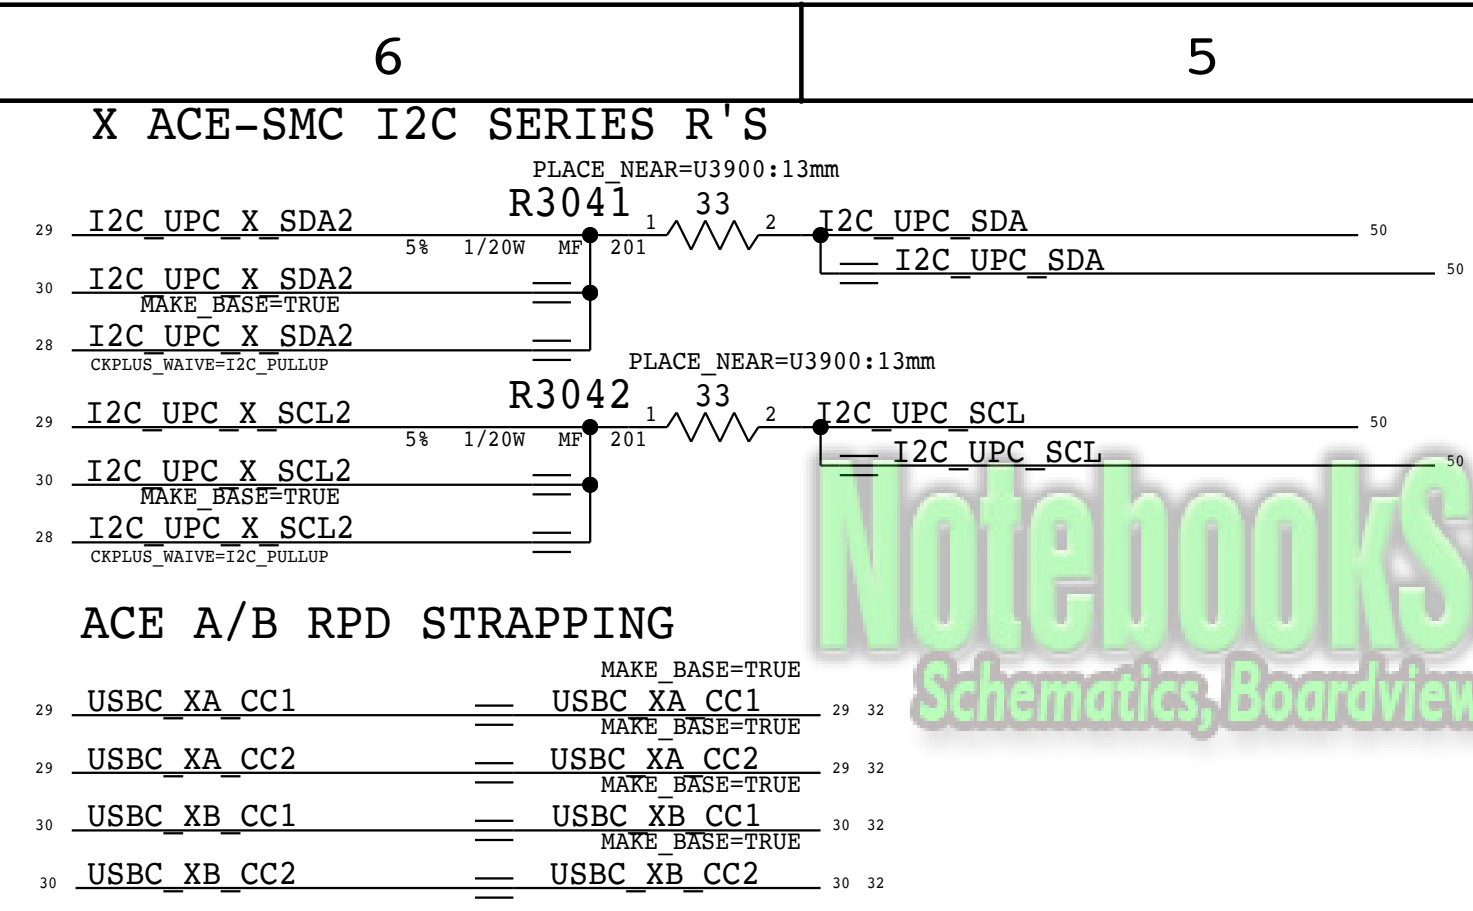 6 5
X ACE-SMC I2C SERIES R'S
PLACE_NEAR=U3900:13mm
R3041 1 33 2
29 I2C_UPC_X_SDA2 I2C_UPC_SDA 50
5% 1/20W MF 201
I2C_UPC_SDA 50
30 I2C_UPC_X_SDA2
MAKE_BASE=TRUE
28 I2C_UPC_X_SDA2
CKPLUS_WAIVE=I2C_PULLUP
PLACE_NEAR=U3900:13mm
R3042 1 33 2
29 I2C_UPC_X_SCL2 I2C_UPC_SCL 50
5% 1/20W MF 201
I2C_UPC_SCL 50
30 I2C_UPC_X_SCL2
MAKE_BASE=TRUE
28 I2C_UPC_X_SCL2
CKPLUS_WAIVE=I2C_PULLUP
NotebookS
Schematics, Boardview
ACE A/B RPD STRAPPING
MAKE_BASE=TRUE
29 USBC_XA_CC1 USBC_XA_CC1 29 32
MAKE_BASE=TRUE
29 USBC_XA_CC2 USBC_XA_CC2 29 32
MAKE_BASE=TRUE
30 USBC_XB_CC1 USBC_XB_CC1 30 32
MAKE_BASE=TRUE
30 USBC_XB_CC2 USBC_XB_CC2 30 32